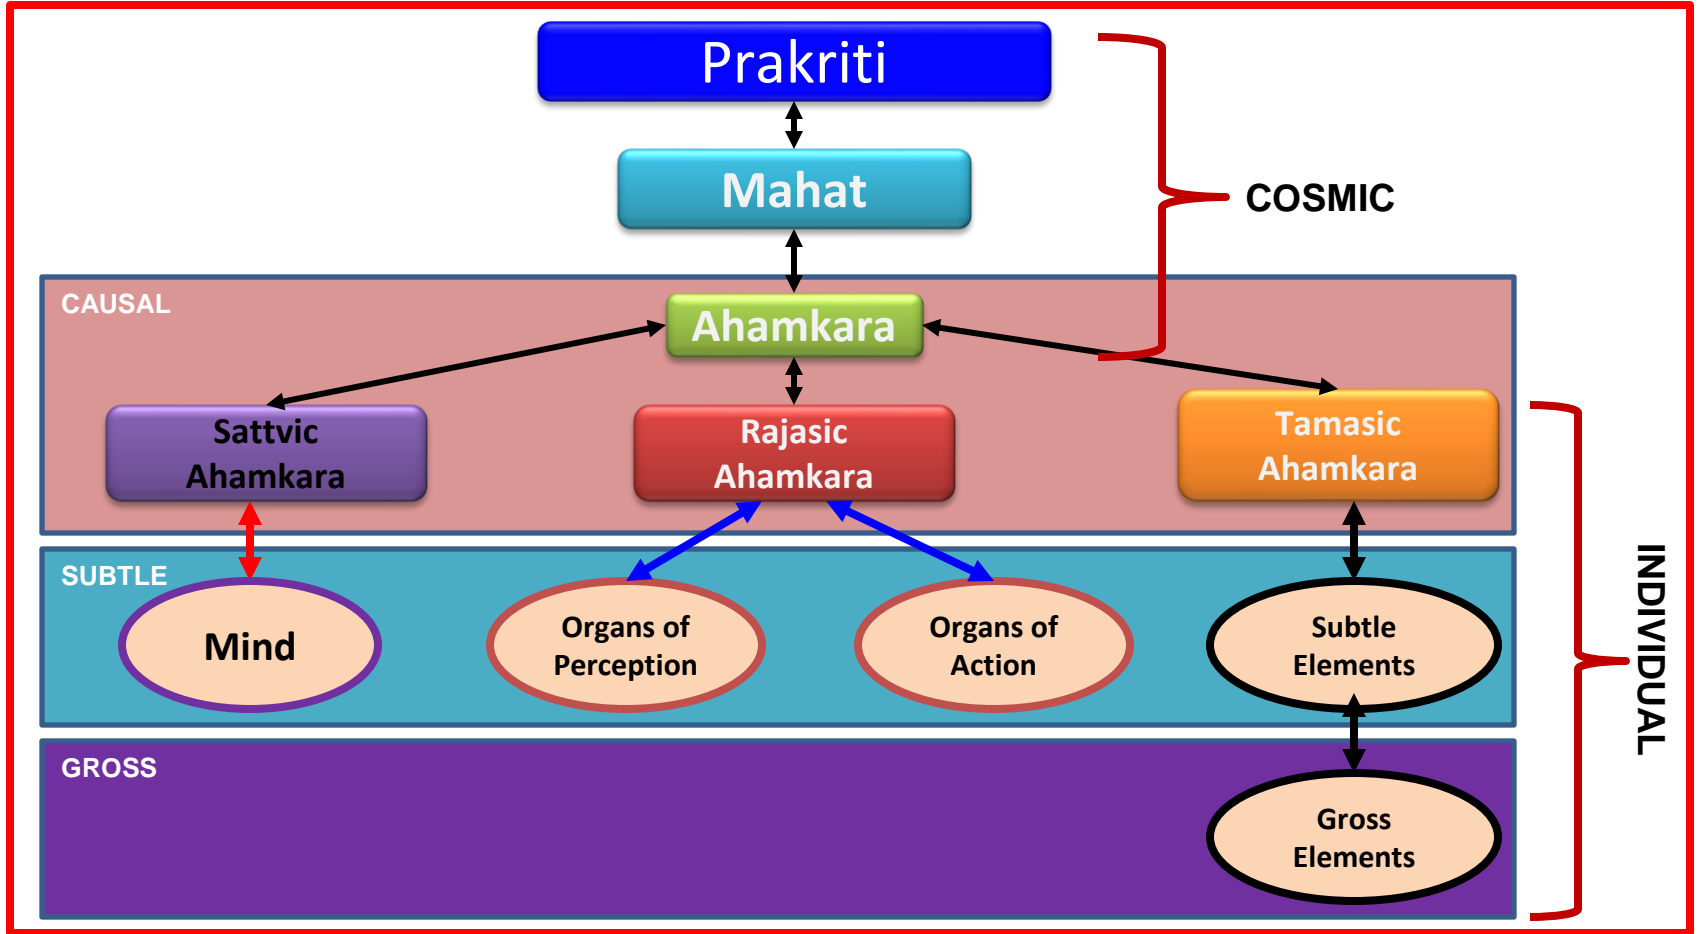 Prakriti
Mahat
COSMIC
CAUSAL
Ahamkara
Sattvic
Ahamkara
Rajasic
Ahamkara
Tamasic
Ahamkara
SUBTLE
Mind
Organs of
Perception
Organs of
Action
Subtle
Elements
INDIVIDUAL
GROSS
Gross
Elements